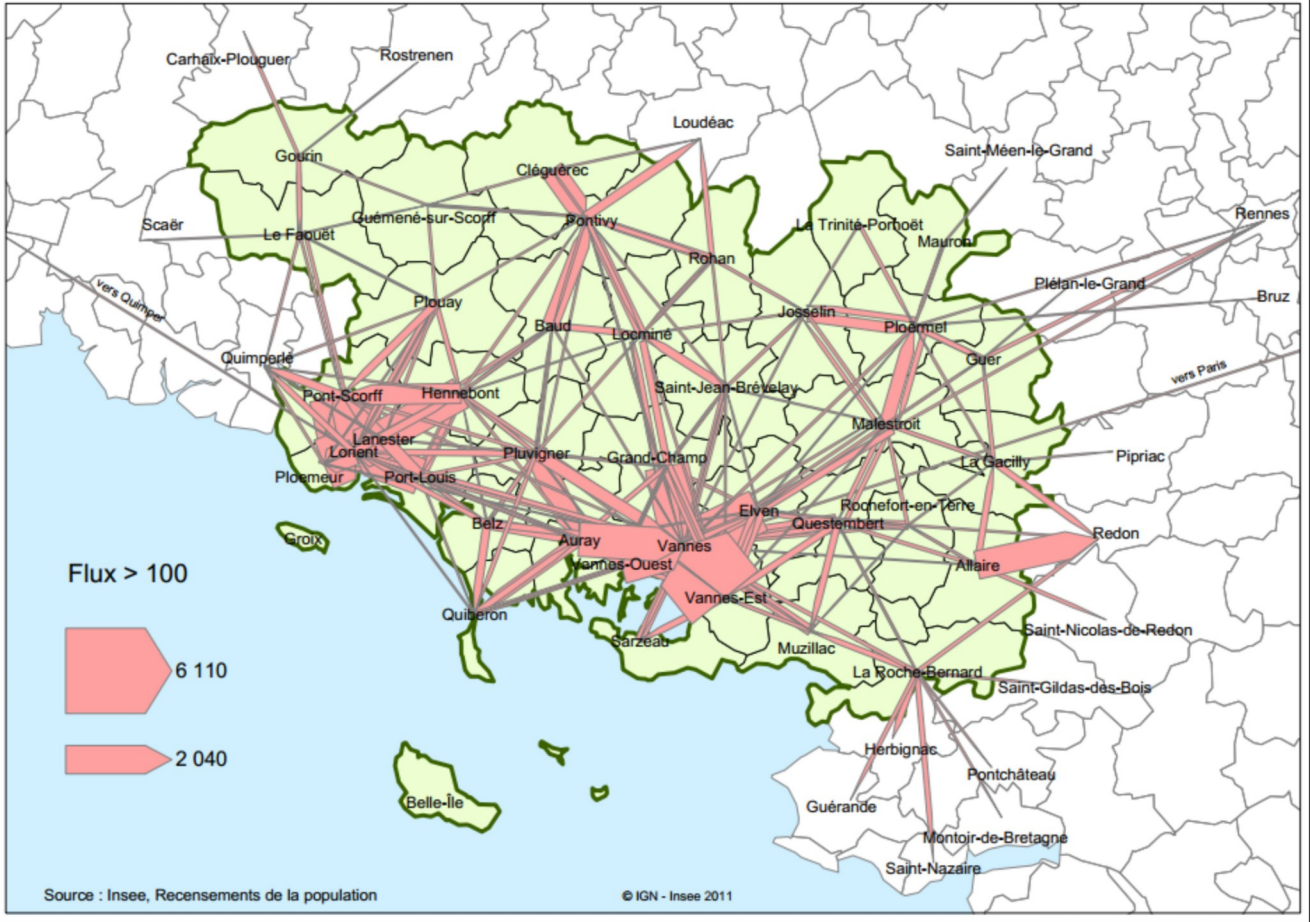 Carhaix-Plouguer
Rostrenen
Loudéac
Saint-Méen-le-Grand
Gourin
Cléguérec
Scaër
Guémené-sur-Scorff
Pontivy
Le Faouët
La Trinité-Porhoët
Mauron
Rennes
Rohan
vers Quimper
Plouay
Plélan-le-Grand
Bruz
Baud
Locminé
Josselin
Ploërmel
Quimperlé
Guer
vers Paris
Pont-Scorff
Hennebont
Saint-Jean-Brévelay
Malestroit
Lanester
Lorient
Pluvigner
Grand-Champ
La Gacilly
Pipriac
Ploemeur
Port-Louis
Rochefort-en-Terre
Elven
Belz
Questembert
Redon
Groix
Auray
Vannes
Vannes-Ouest
Allaire
Flux > 100
Vannes-Est
Quiberon
Saint-Nicolas-de-Redon
Sarzeau
Muzillac
6 110
La Roche-Bernard
Saint-Gildas-des-Bois
2 040
Herbignac
Pontchâteau
Belle-Île
Guérande
Montoir-de-Bretagne
Saint-Nazaire
Source : Insee, Recensements de la population
© IGN - Insee 2011